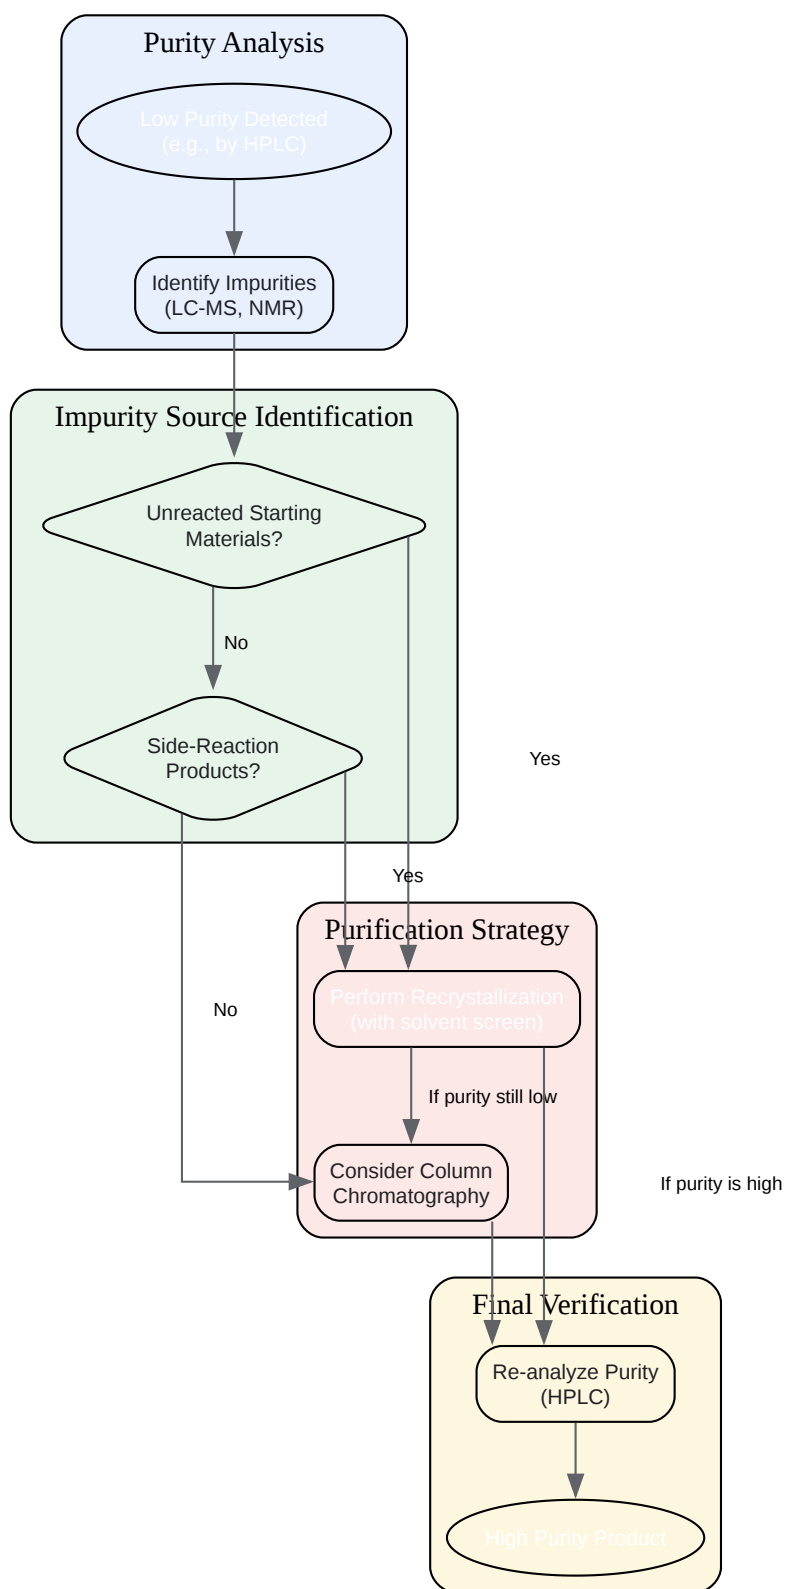 Purity Analysis
Low Purity Detected
(e.g., by HPLC)
Identify Impurities
(LC-MS, NMR)
Impurity Source Identification
Unreacted Starting
Materials?
No
Side-Reaction
Products?
Yes
Yes
Purification Strategy
Perform Recrystallization
(with solvent screen)
No
If purity still low
Consider Column
Chromatography
If purity is high
Final Verification
Re-analyze Purity
(HPLC)
High Purity Product